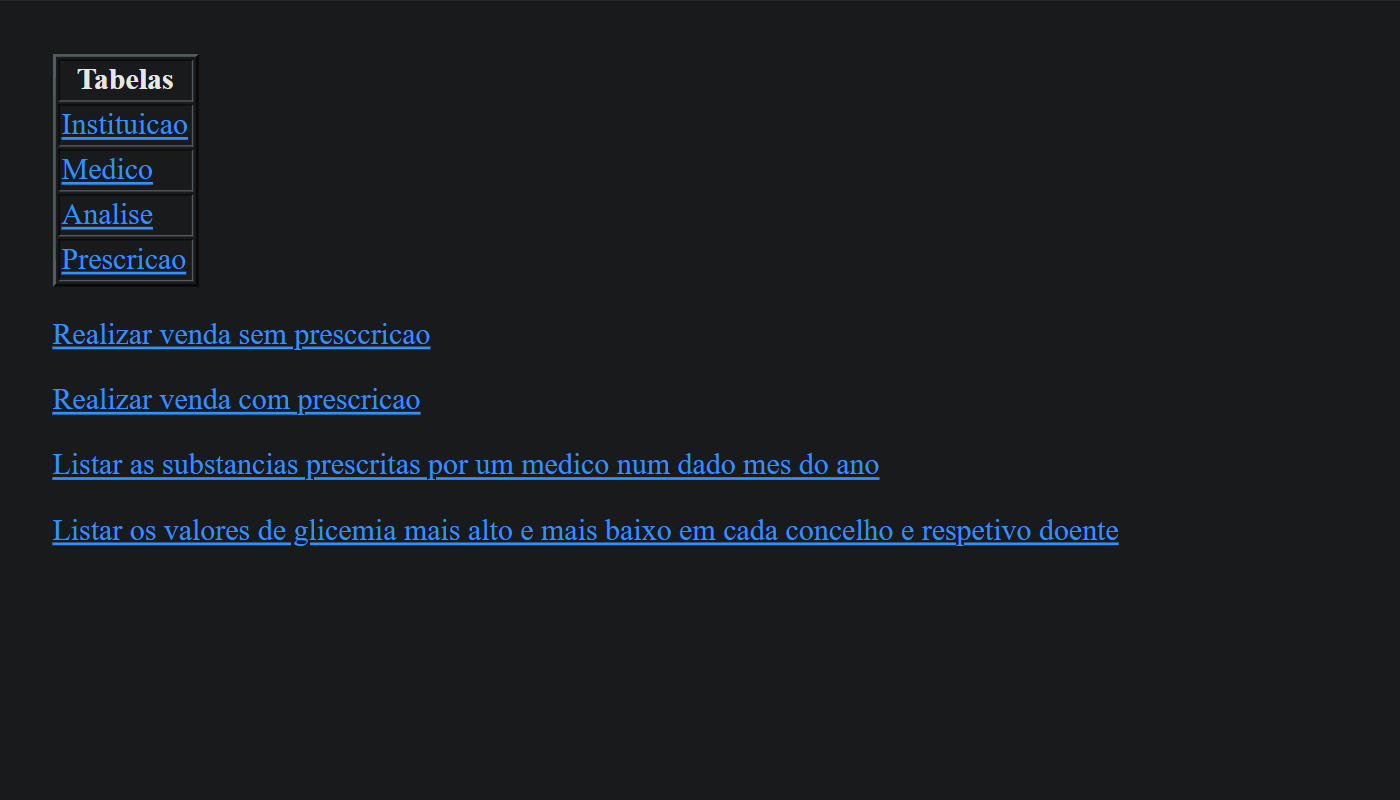 Tabelas
Instituicao
Medico
Analise
Prescricao
Realizar venda sem presccricao
Realizar venda com prescricao
Listar as substancias prescritas por um medico num dado mes do ano
Listar os valores de glicemia mais alto e mais baixo em cada concelho e respetivo doente